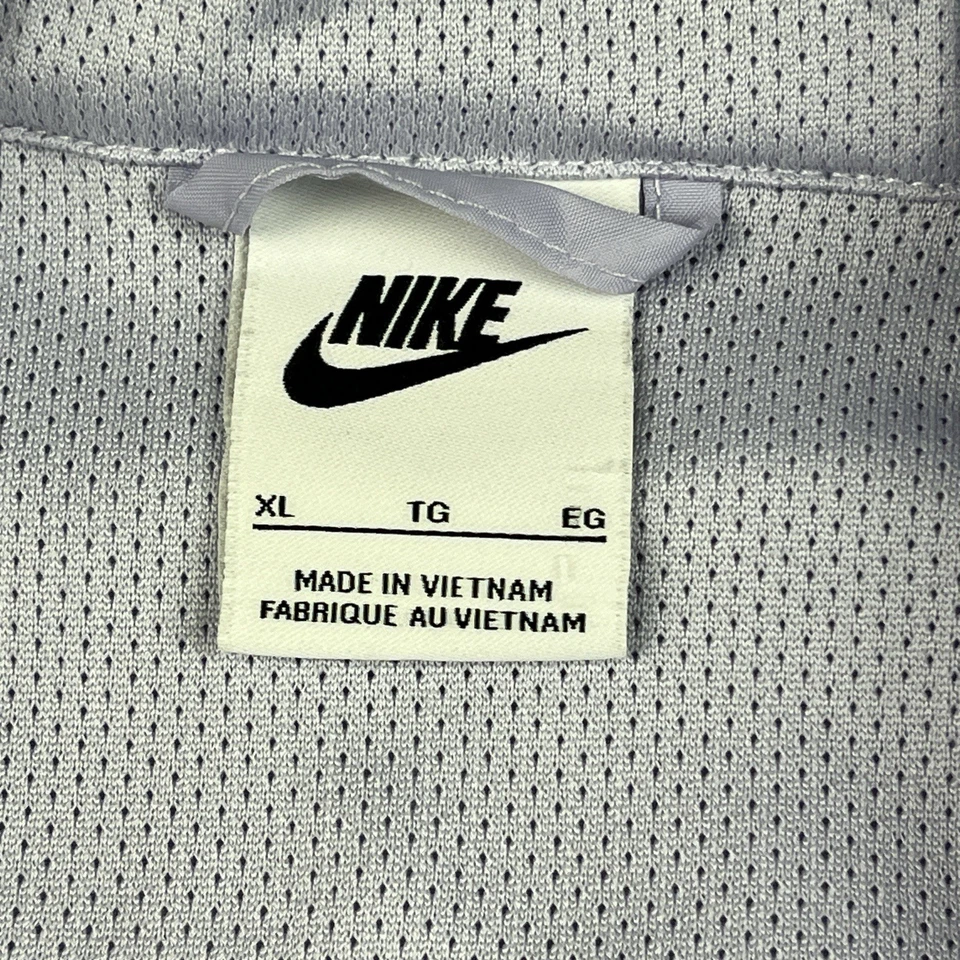 NIKE
XL TG EG
MADE IN VIETNAM
FABRIQUE AU VIETNAM